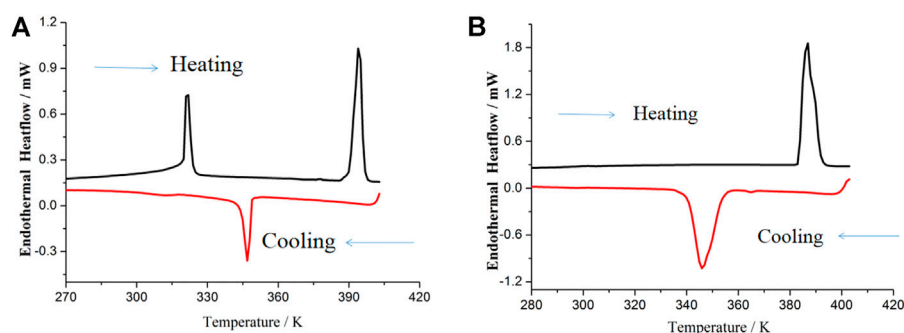 A
Endothermal Heatflow / mW
1.2
0.9
0.6
0.3
0.0
-0.3
Heating
Cooling
270
300
330
360
390
420
Temperature / K
B
Endothermal Heatflow / mW
1.8
1.2
0.6
0.0
-0.6
-1.2
Heating
Cooling
280
300
320
340
360
380
400
420
Temperature / K